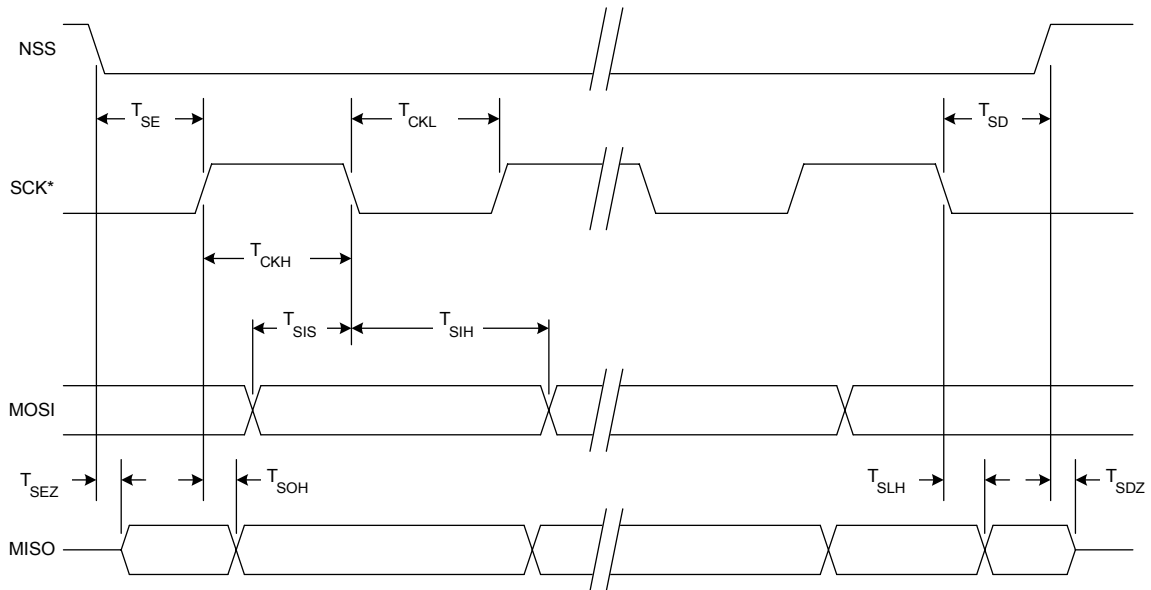 NSS
T_SE
T_CKL
T_SD
SCK*
T_CKH
T_SIS
T_SIH
MOSI
T_SEZ
T_SOH
T_SLH
T_SDZ
MISO